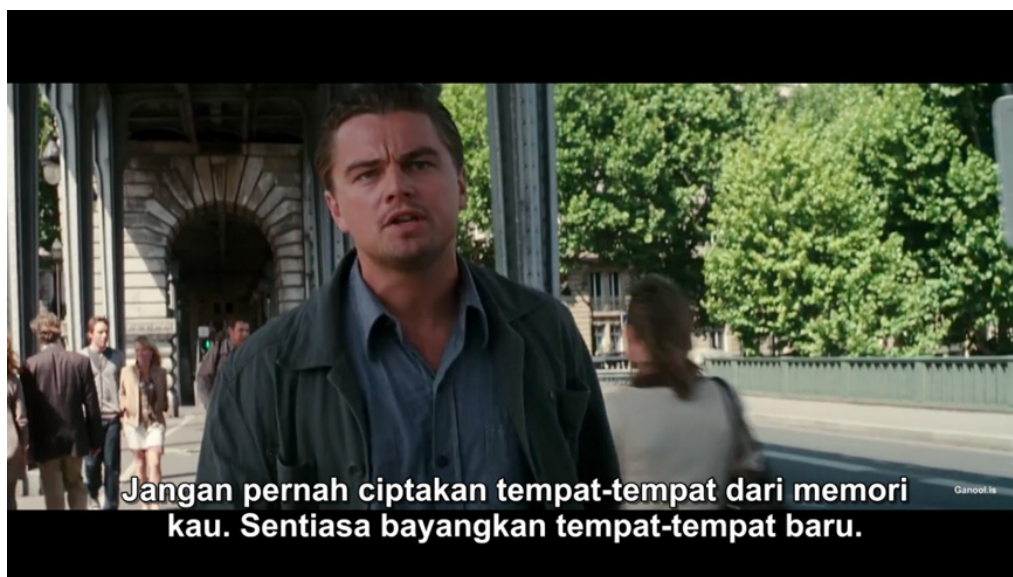 Jangan pernah ciptakan tempat-tempat dari memori
kau. Sentiasa bayangkan tempat-tempat baru.
Ganool.is